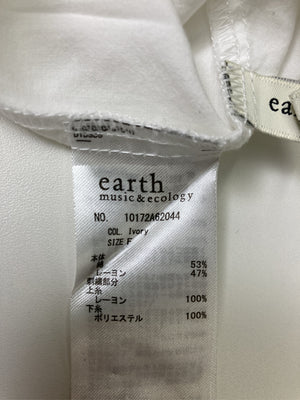 ea
earth
music&ecology
NO. 10172A62044
COL. Ivory
SIZE F
本体
綿 53%
レーヨン 47%
刺繍部分
上糸
レーヨン 100%
下糸
ポリエステル 100%